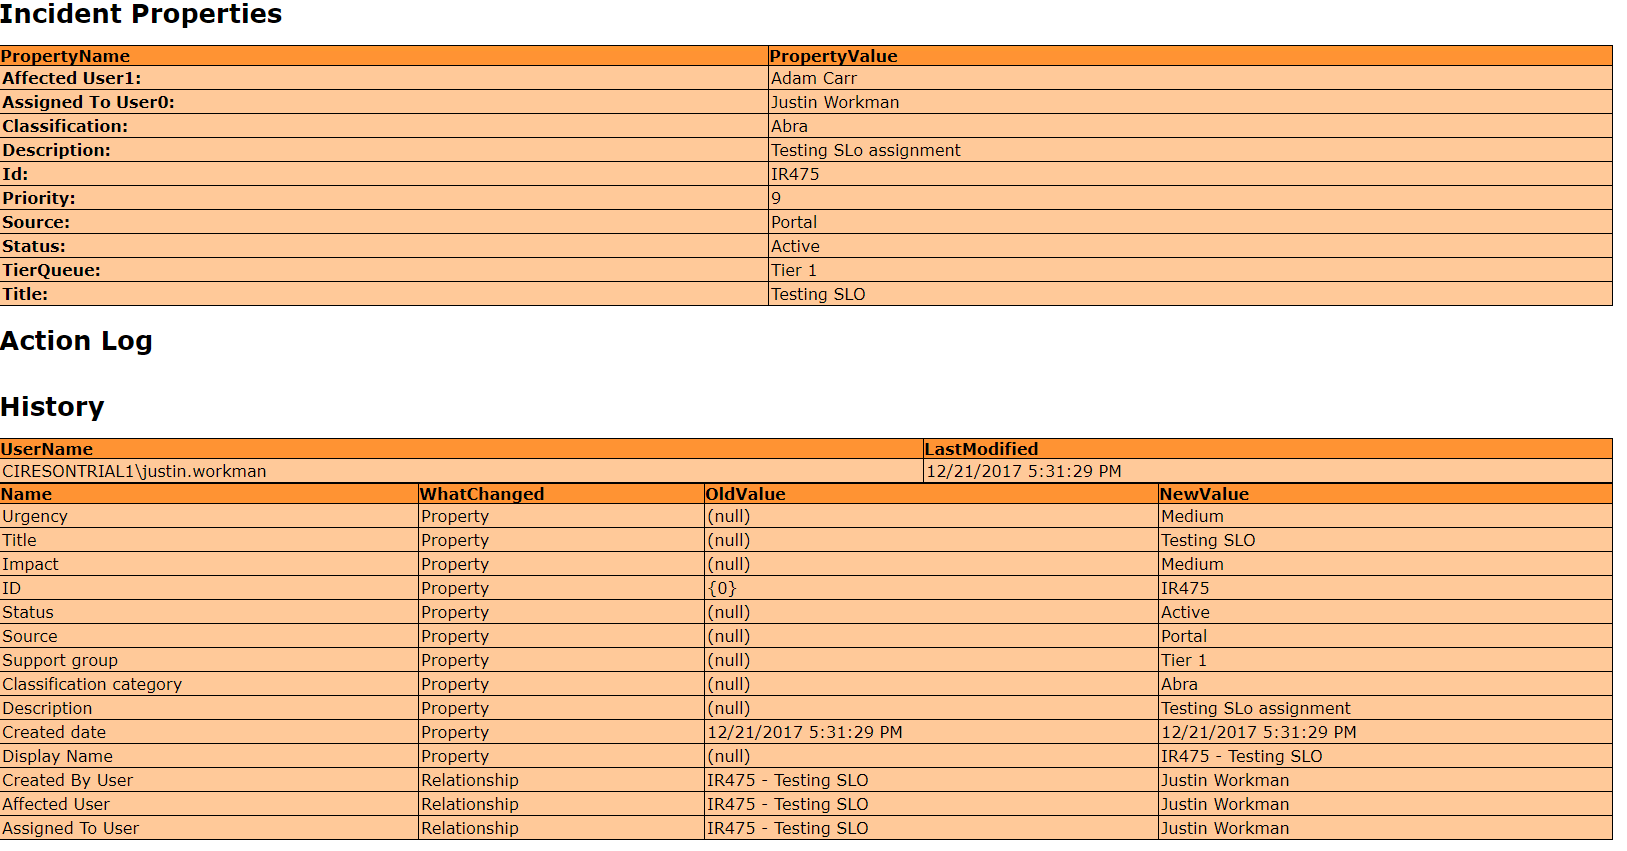 Incident Properties
PropertyName PropertyValue
Affected User1: Adam Carr
Assigned To User0: Justin Workman
Classification: Abra
Description: Testing SLo assignment
Id: IR475
Priority: 9
Source: Portal
Status: Active
TierQueue: Tier 1
Title: Testing SLO
Action Log
History
UserName LastModified
CIRESONTRIAL1\justin.workman 12/21/2017 5:31:29 PM
Name WhatChanged OldValue NewValue
Urgency Property (null) Medium
Title Property (null) Testing SLO
Impact Property (null) Medium
ID Property {0} IR475
Status Property (null) Active
Source Property (null) Portal
Support group Property (null) Tier 1
Classification category Property (null) Abra
Description Property (null) Testing SLo assignment
Created date Property 12/21/2017 5:31:29 PM 12/21/2017 5:31:29 PM
Display Name Property (null) IR475 - Testing SLO
Created By User Relationship IR475 - Testing SLO Justin Workman
Affected User Relationship IR475 - Testing SLO Justin Workman
Assigned To User Relationship IR475 - Testing SLO Justin Workman